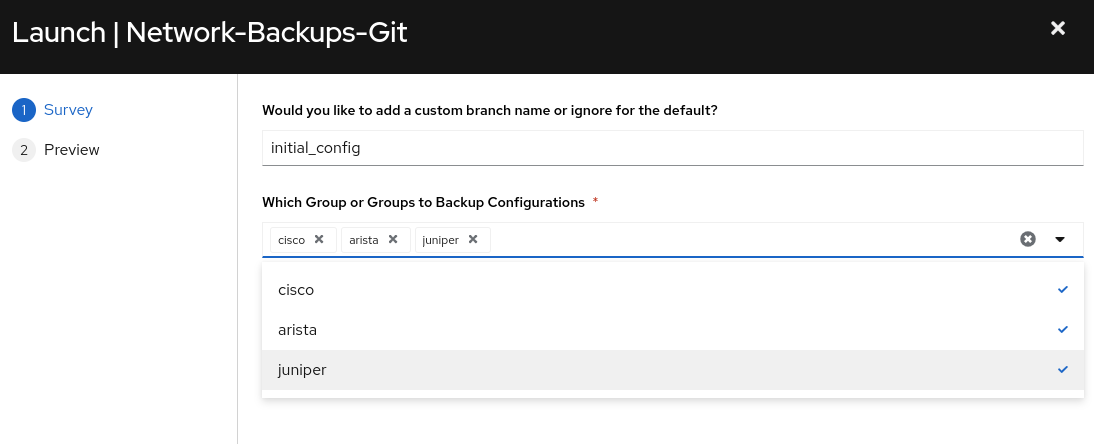 Launch | Network-Backups-Git
1 Survey
2 Preview
Would you like to add a custom branch name or ignore for the default?
initial_config
Which Group or Groups to Backup Configurations *
cisco arista juniper
cisco
arista
juniper